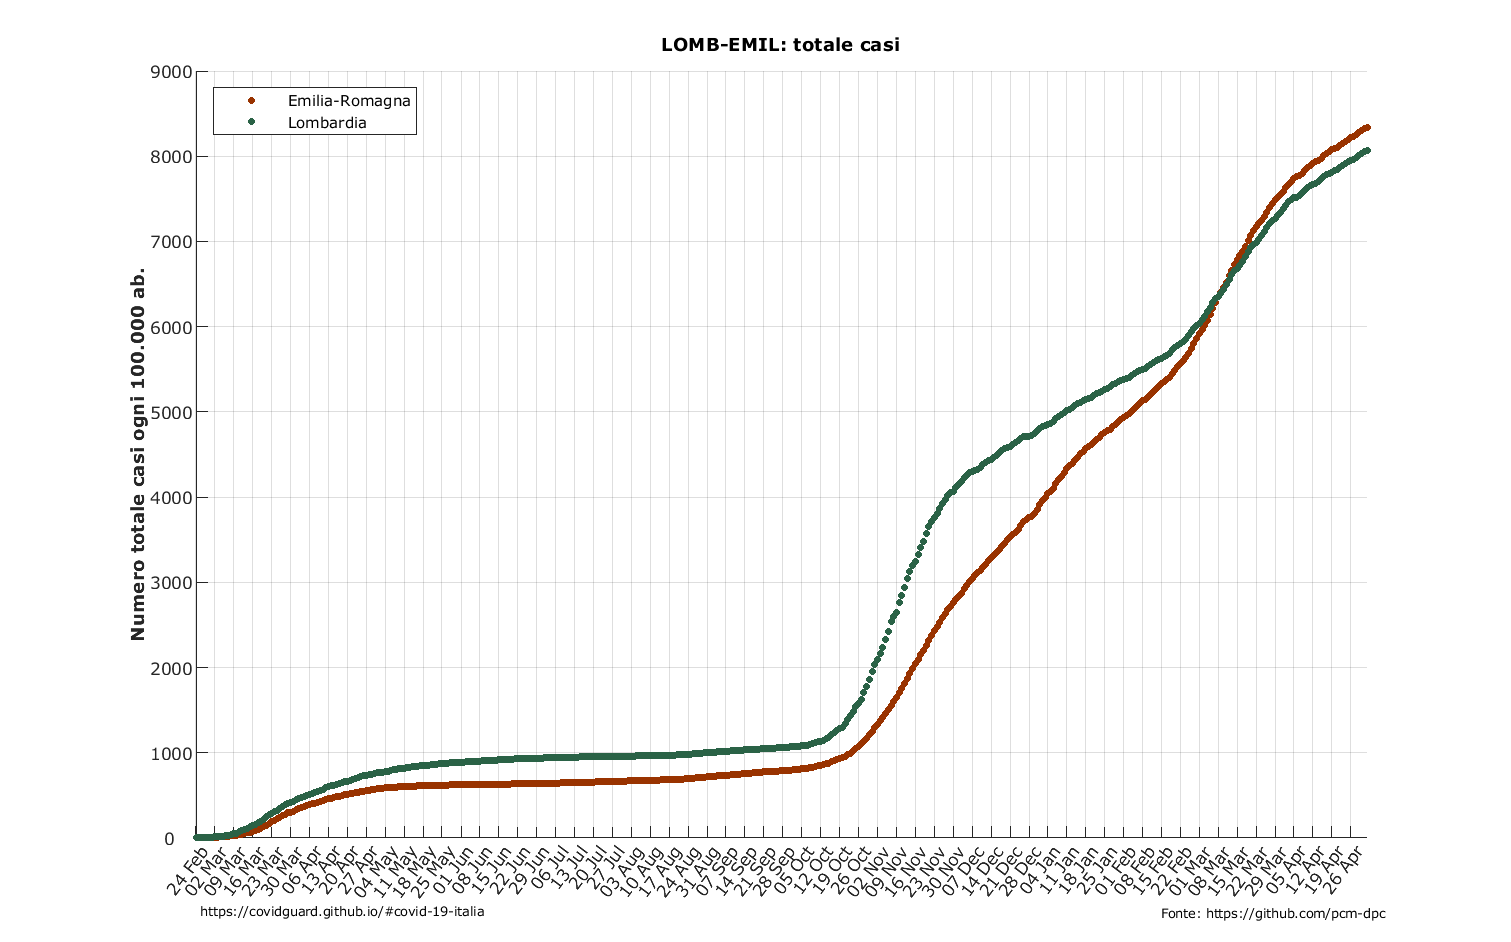 LOMB-EMIL: totale casi
Numero totale casi ogni 100.000 ab.
9000
8000
7000
6000
5000
4000
3000
2000
1000
0
Emilia-Romagna
Lombardia
24 Feb
02 Mar
09 Mar
16 Mar
23 Mar
30 Mar
06 Apr
13 Apr
20 Apr
27 Apr
04 May
11 May
18 May
25 May
01 Jun
08 Jun
15 Jun
22 Jun
29 Jun
06 Jul
13 Jul
20 Jul
27 Jul
03 Aug
10 Aug
17 Aug
24 Aug
31 Aug
07 Sep
14 Sep
21 Sep
28 Sep
05 Oct
12 Oct
19 Oct
26 Oct
02 Nov
09 Nov
16 Nov
23 Nov
30 Nov
07 Dec
14 Dec
21 Dec
28 Dec
04 Jan
11 Jan
18 Jan
25 Jan
01 Feb
08 Feb
15 Feb
22 Feb
01 Mar
08 Mar
15 Mar
22 Mar
29 Mar
05 Apr
12 Apr
19 Apr
26 Apr
https://covidguard.github.io/#covid-19-italia
Fonte: https://github.com/pcm-dpc